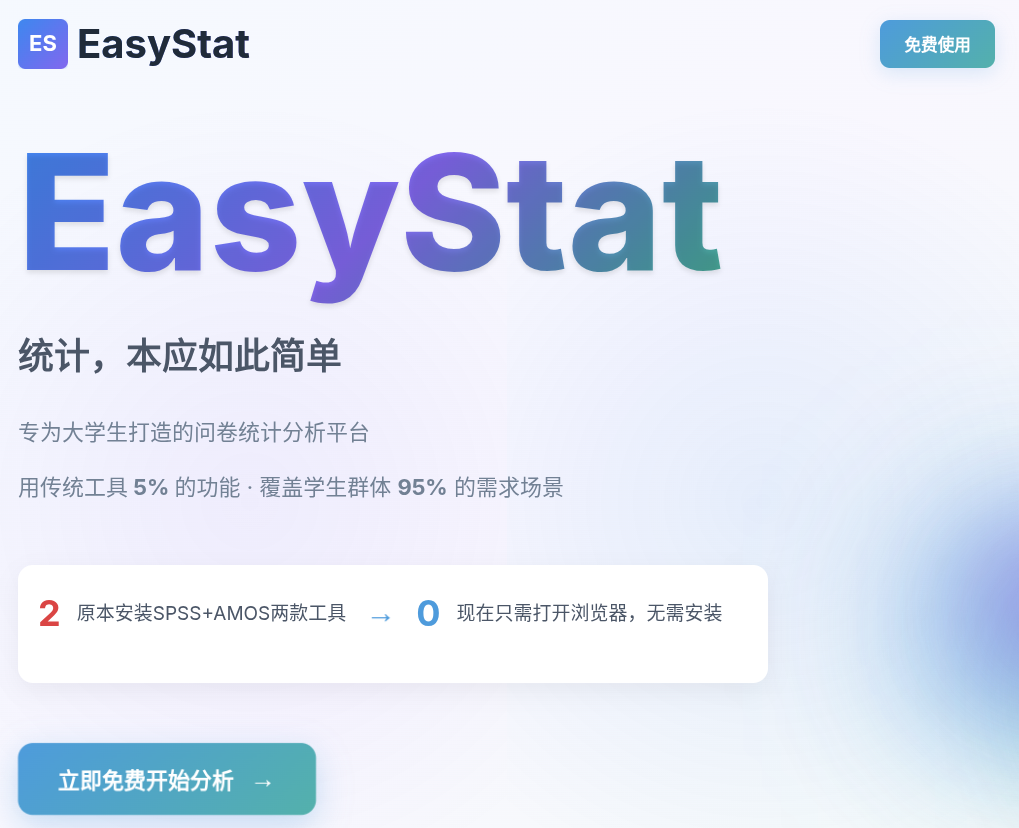 ES EasyStat 免费使用
EasyStat
统计，本应如此简单
专为大学生打造的问卷统计分析平台
用传统工具 5% 的功能 · 覆盖学生群体 95% 的需求场景
2 原本安装SPSS+AMOS两款工具 → 0 现在只需打开浏览器，无需安装
立即免费开始分析 →